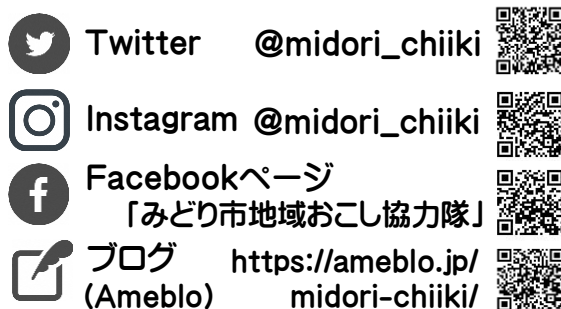 Twitter @midori_chiiki
Instagram @midori_chiiki
Facebookページ
「みどり市地域おこし協力隊」
ブログ https://ameblo.jp/
(Ameblo) midori-chiiki/